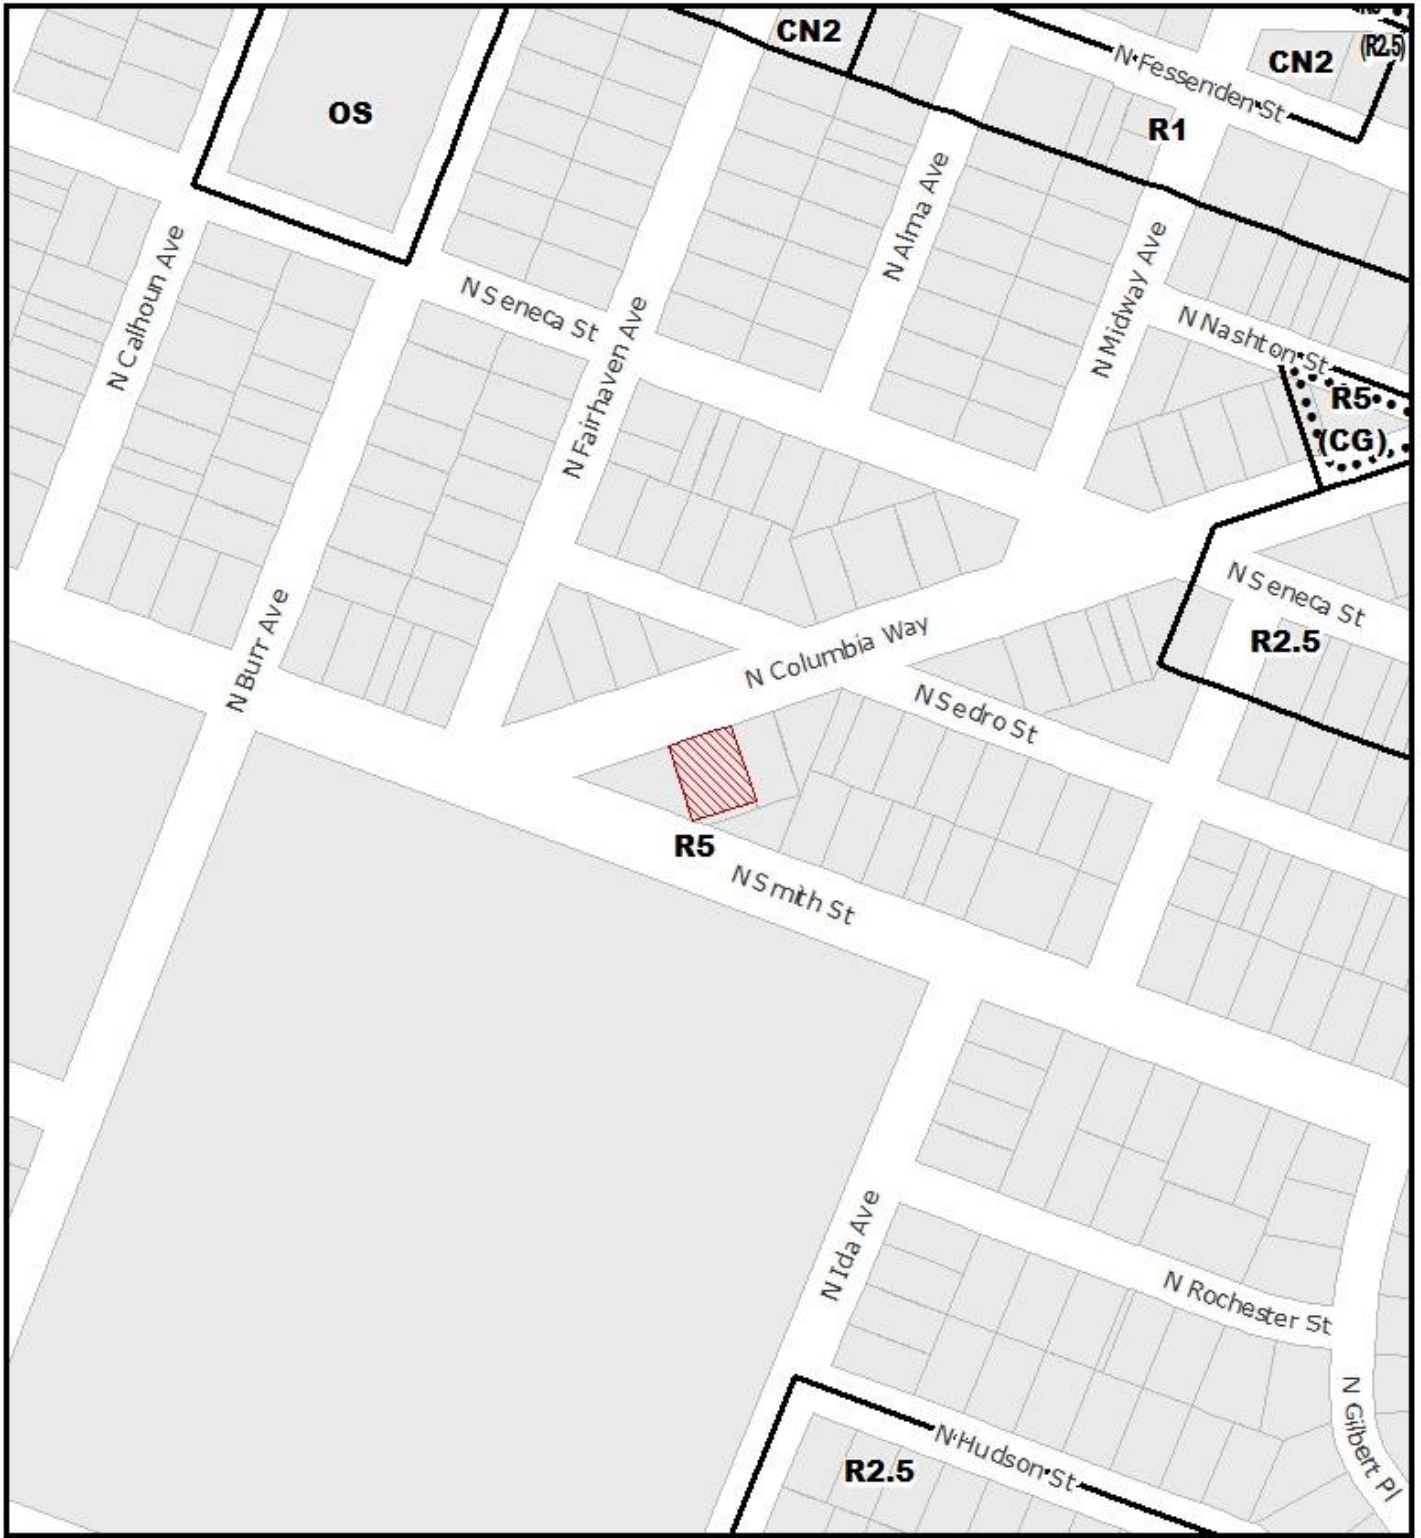 CN2
CN2
(R2.5)
N Fessenden St
OS
R1
N Alma Ave
N Calhoun Ave
N Midway Ave
N Seneca St
N Fairhaven Ave
N Nashton St
R5
(CG)
N Seneca St
R2.5
N Burr Ave
N Columbia Way
N Sedro St
R5
N Smith St
N Ida Ave
N Rochester St
N Gilbert Pl
N Hudson St
R2.5